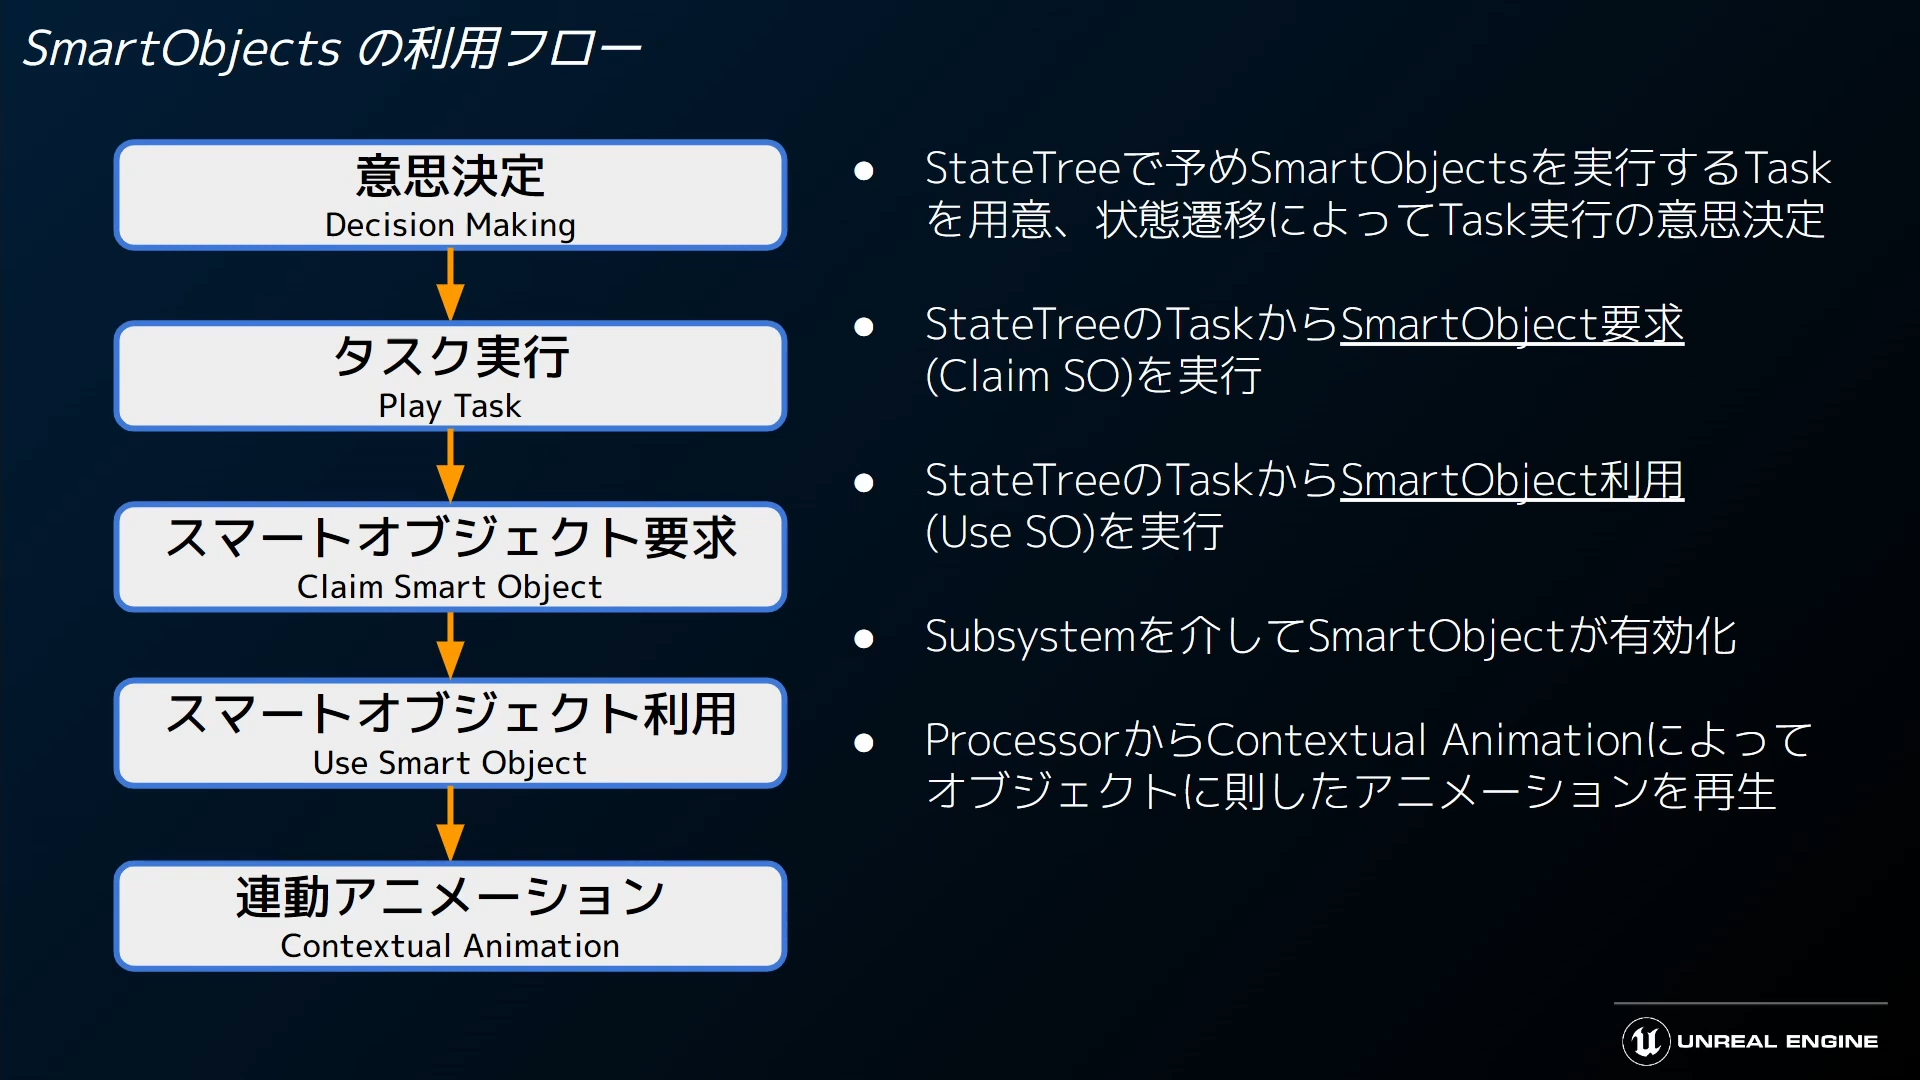 SmartObjects の利用フロー
意思決定
Decision Making
タスク実行
Play Task
スマートオブジェクト要求
Claim Smart Object
スマートオブジェクト利用
Use Smart Object
連動アニメーション
Contextual Animation
● StateTreeで予めSmartObjectsを実行するTask
を用意、状態遷移によってTask実行の意思決定
● StateTreeのTaskからSmartObject要求
(Claim SO)を実行
● StateTreeのTaskからSmartObject利用
(Use SO)を実行
● Subsystemを介してSmartObjectが有効化
● ProcessorからContextual Animationによって
オブジェクトに則したアニメーションを再生
UNREAL ENGINE